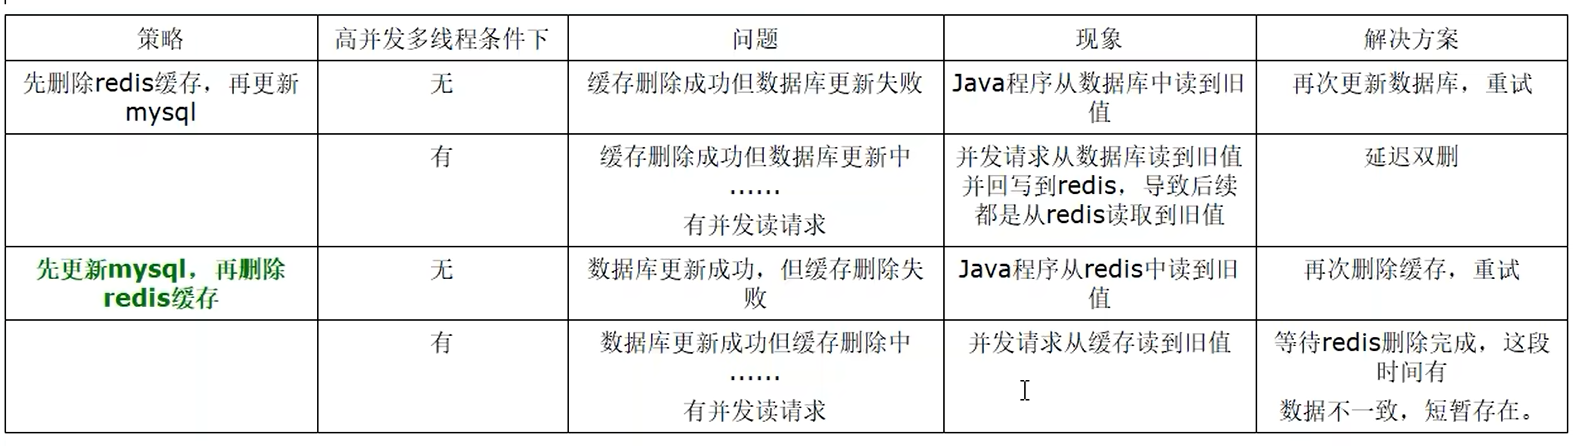 策略
高并发多线程条件下
问题
现象
解决方案
先删除redis缓存，再更新
mysql
无
缓存删除成功但数据库更新失败
Java程序从数据库中读到旧
值
再次更新数据库，重试
有
缓存删除成功但数据库更新中
......
有并发读请求
并发请求从数据库读到旧值
并回写到redis，导致后续
都是从redis读取到旧值
延迟双删
先更新mysql，再删除
redis缓存
无
数据库更新成功，但缓存删除失
败
Java程序从redis中读到旧
值
再次删除缓存，重试
有
数据库更新成功但缓存删除中
......
有并发读请求
并发请求从缓存读到旧值
等待redis删除完成，这段
时间有
数据不一致，短暂存在。